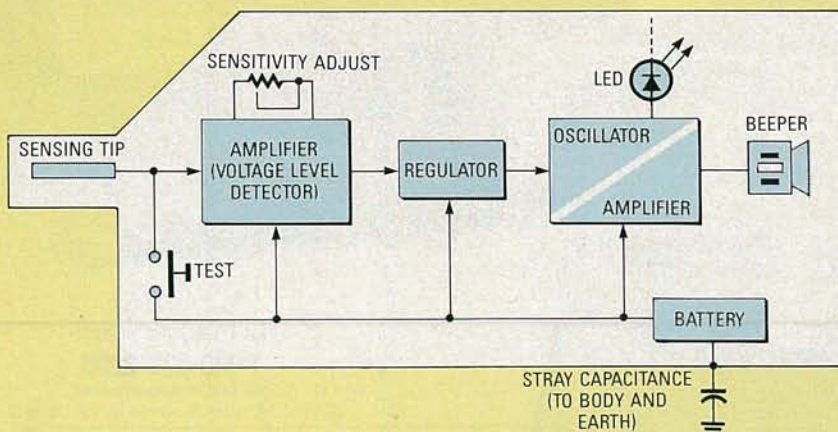 SENSITIVITY ADJUST
LED
BEEPER
SENSING TIP
AMPLIFIER
(VOLTAGE LEVEL
DETECTOR)
REGULATOR
OSCILLATOR
AMPLIFIER
TEST
BATTERY
STRAY CAPACITANCE
(TO BODY AND
EARTH)